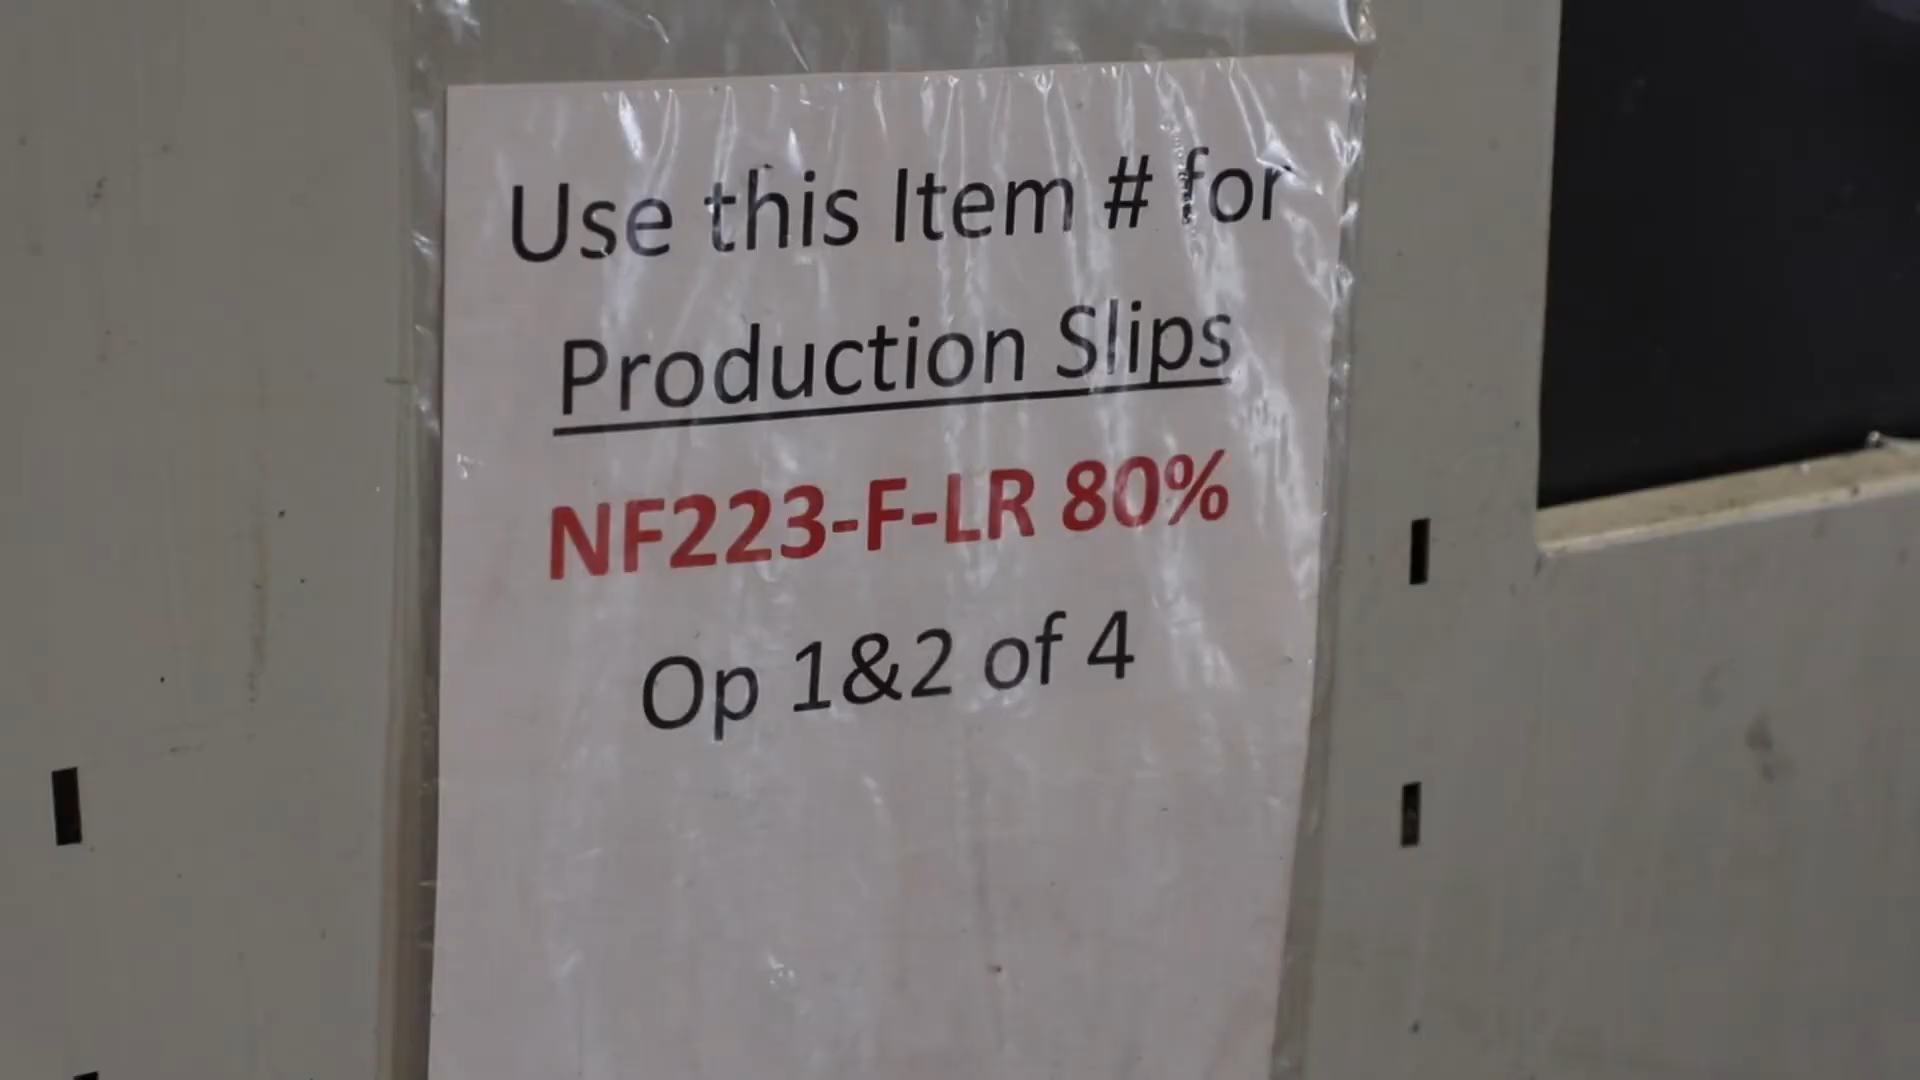 Use this Item # for
Production Slips
NF223-F-LR 80%
Op 1&2 of 4